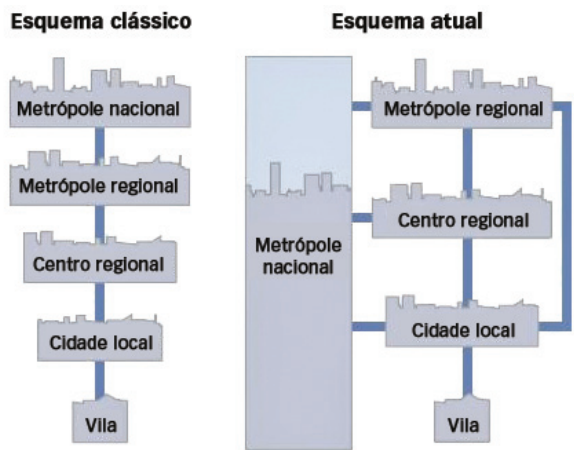 Esquema clássico
Metrópole nacional
Metrópole regional
Centro regional
Cidade local
Vila
Esquema atual
Metrópole
nacional
Metrópole regional
Centro regional
Cidade local
Vila